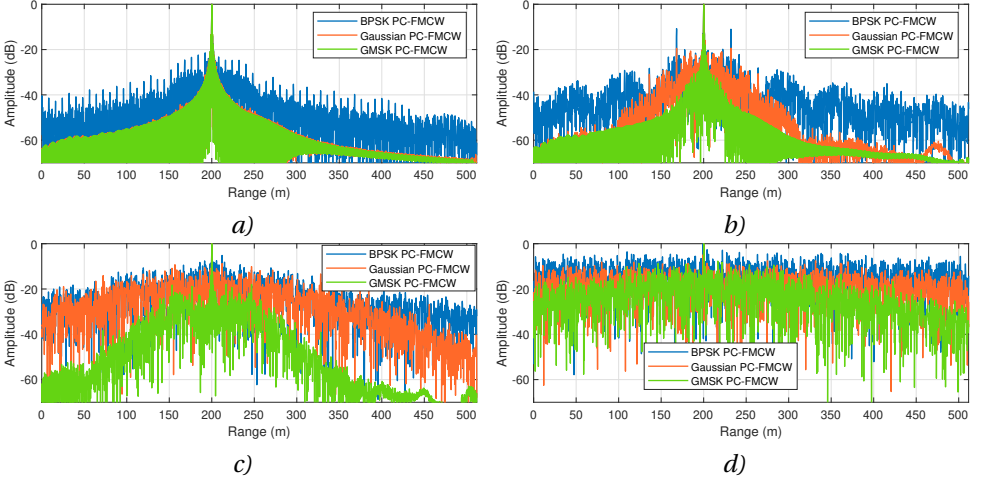 0
-20
-40
-60
Amplitude (dB)
BPSK PC-FMCW
Gaussian PC-FMCW
GMSK PC-FMCW
0 50 100 150 200 250 300 350 400 450 500
Range (m)
a)
0
-20
-40
-60
Amplitude (dB)
BPSK PC-FMCW
Gaussian PC-FMCW
GMSK PC-FMCW
0 50 100 150 200 250 300 350 400 450 500
Range (m)
b)
0
-20
-40
-60
Amplitude (dB)
BPSK PC-FMCW
Gaussian PC-FMCW
GMSK PC-FMCW
0 50 100 150 200 250 300 350 400 450 500
Range (m)
c)
0
-20
-40
-60
Amplitude (dB)
BPSK PC-FMCW
Gaussian PC-FMCW
GMSK PC-FMCW
0 50 100 150 200 250 300 350 400 450 500
Range (m)
d)